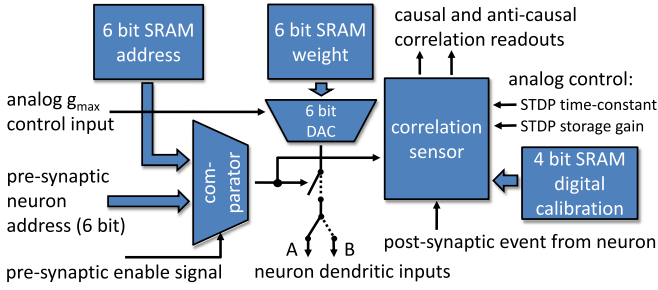 6 bit SRAM
address
6 bit SRAM
weight
causal and anti-causal
correlation readouts
analog gmax
control input
6 bit
DAC
analog control:
STDP time-constant
STDP storage gain
correlation
sensor
com-
parator
pre-synaptic
neuron
address (6 bit)
4 bit SRAM
digital
calibration
A
B
post-synaptic event from neuron
pre-synaptic enable signal
neuron dendritic inputs